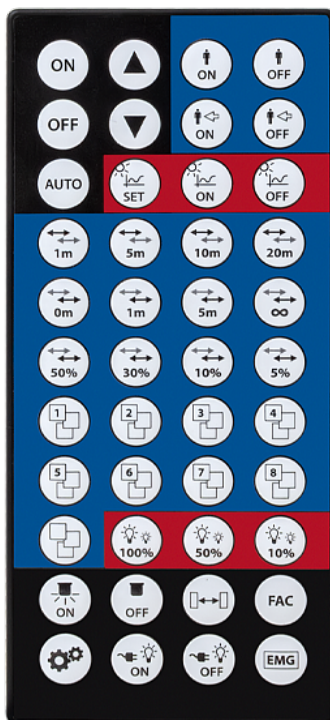 ON
ON OFF
OFF
ON OFF
AUTO SET ON OFF
1m 5m 10m 20m
0m 1m 5m ∞
50% 30% 10% 5%
1 2 3 4
5 6 7 8
100% 50% 10%
ON OFF FAC
ON OFF EMG